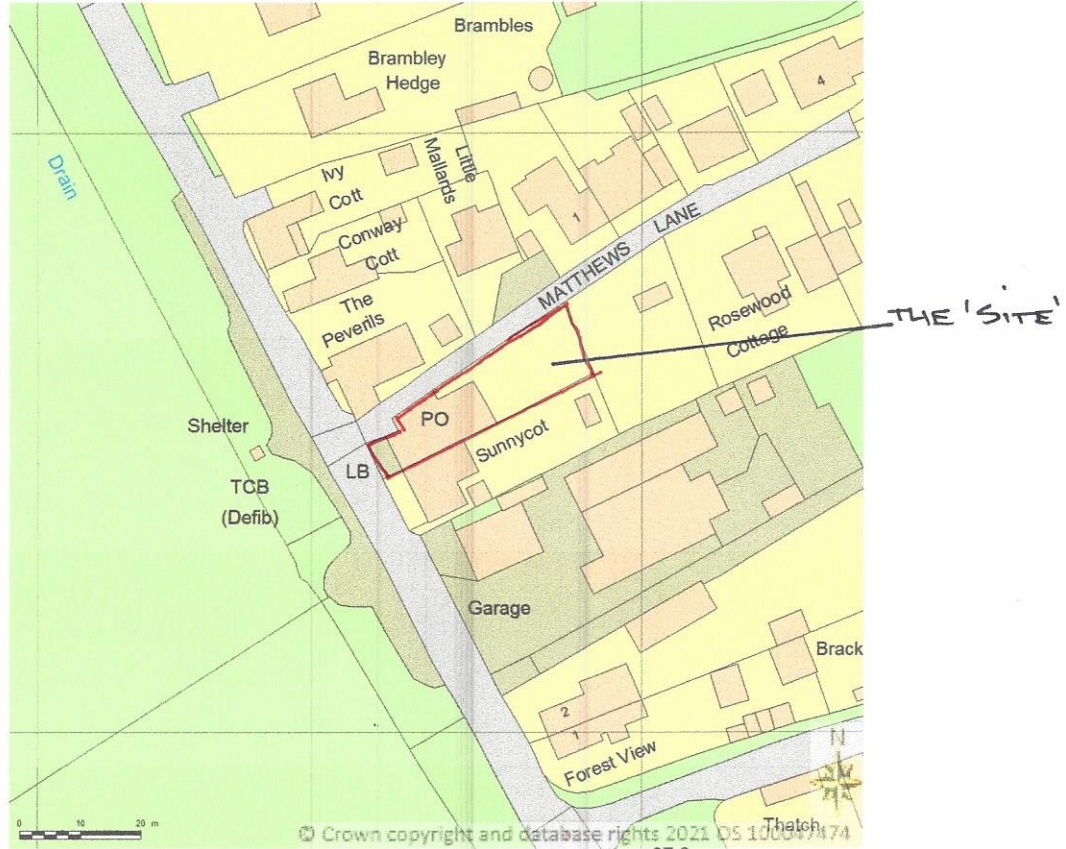 Brambles
Brambley
Hedge
4
Drain
Little
Mallards
Ivy
Cott
Conway
Cott
1
MATTHEWS LANE
The
Peverils
Rosewood
Cottage
THE 'SITE'
PO
Sunnycot
Shelter
LB
TCB
(Defib)
Garage
Brack
2
1
Forest View
N
Thatch
0 10 20 m
© Crown copyright and database rights 2021 OS 100047474